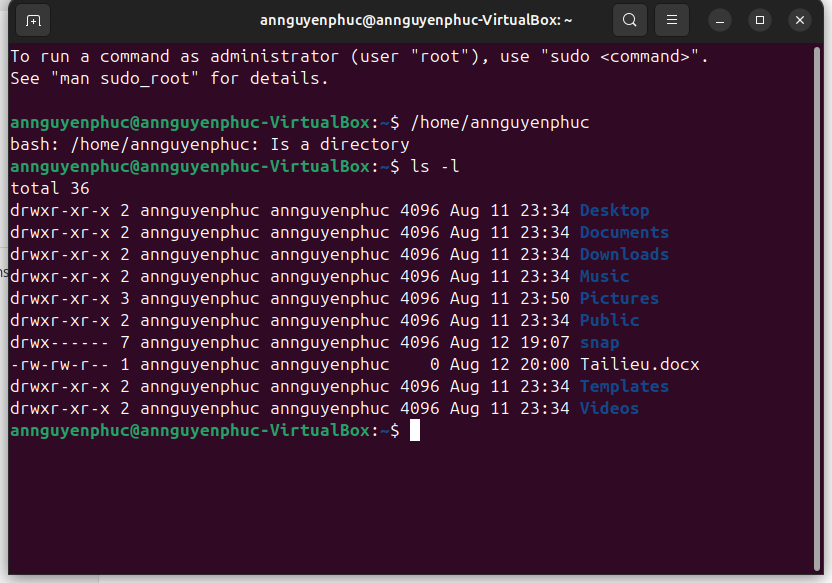 annguyenphuc@annguyenphuc-VirtualBox: ~
To run a command as administrator (user "root"), use "sudo <command>".
See "man sudo_root" for details.
annguyenphuc@annguyenphuc-VirtualBox:~$ /home/annguyenphuc
bash: /home/annguyenphuc: Is a directory
annguyenphuc@annguyenphuc-VirtualBox:~$ ls -l
total 36
drwxr-xr-x 2 annguyenphuc annguyenphuc 4096 Aug 11 23:34 Desktop
drwxr-xr-x 2 annguyenphuc annguyenphuc 4096 Aug 11 23:34 Documents
drwxr-xr-x 2 annguyenphuc annguyenphuc 4096 Aug 11 23:34 Downloads
drwxr-xr-x 2 annguyenphuc annguyenphuc 4096 Aug 11 23:34 Music
drwxr-xr-x 3 annguyenphuc annguyenphuc 4096 Aug 11 23:50 Pictures
drwxr-xr-x 2 annguyenphuc annguyenphuc 4096 Aug 11 23:34 Public
drwx------ 7 annguyenphuc annguyenphuc 4096 Aug 12 19:07 snap
-rw-rw-r-- 1 annguyenphuc annguyenphuc    0 Aug 12 20:00 Tailieu.docx
drwxr-xr-x 2 annguyenphuc annguyenphuc 4096 Aug 11 23:34 Templates
drwxr-xr-x 2 annguyenphuc annguyenphuc 4096 Aug 11 23:34 Videos
annguyenphuc@annguyenphuc-VirtualBox:~$